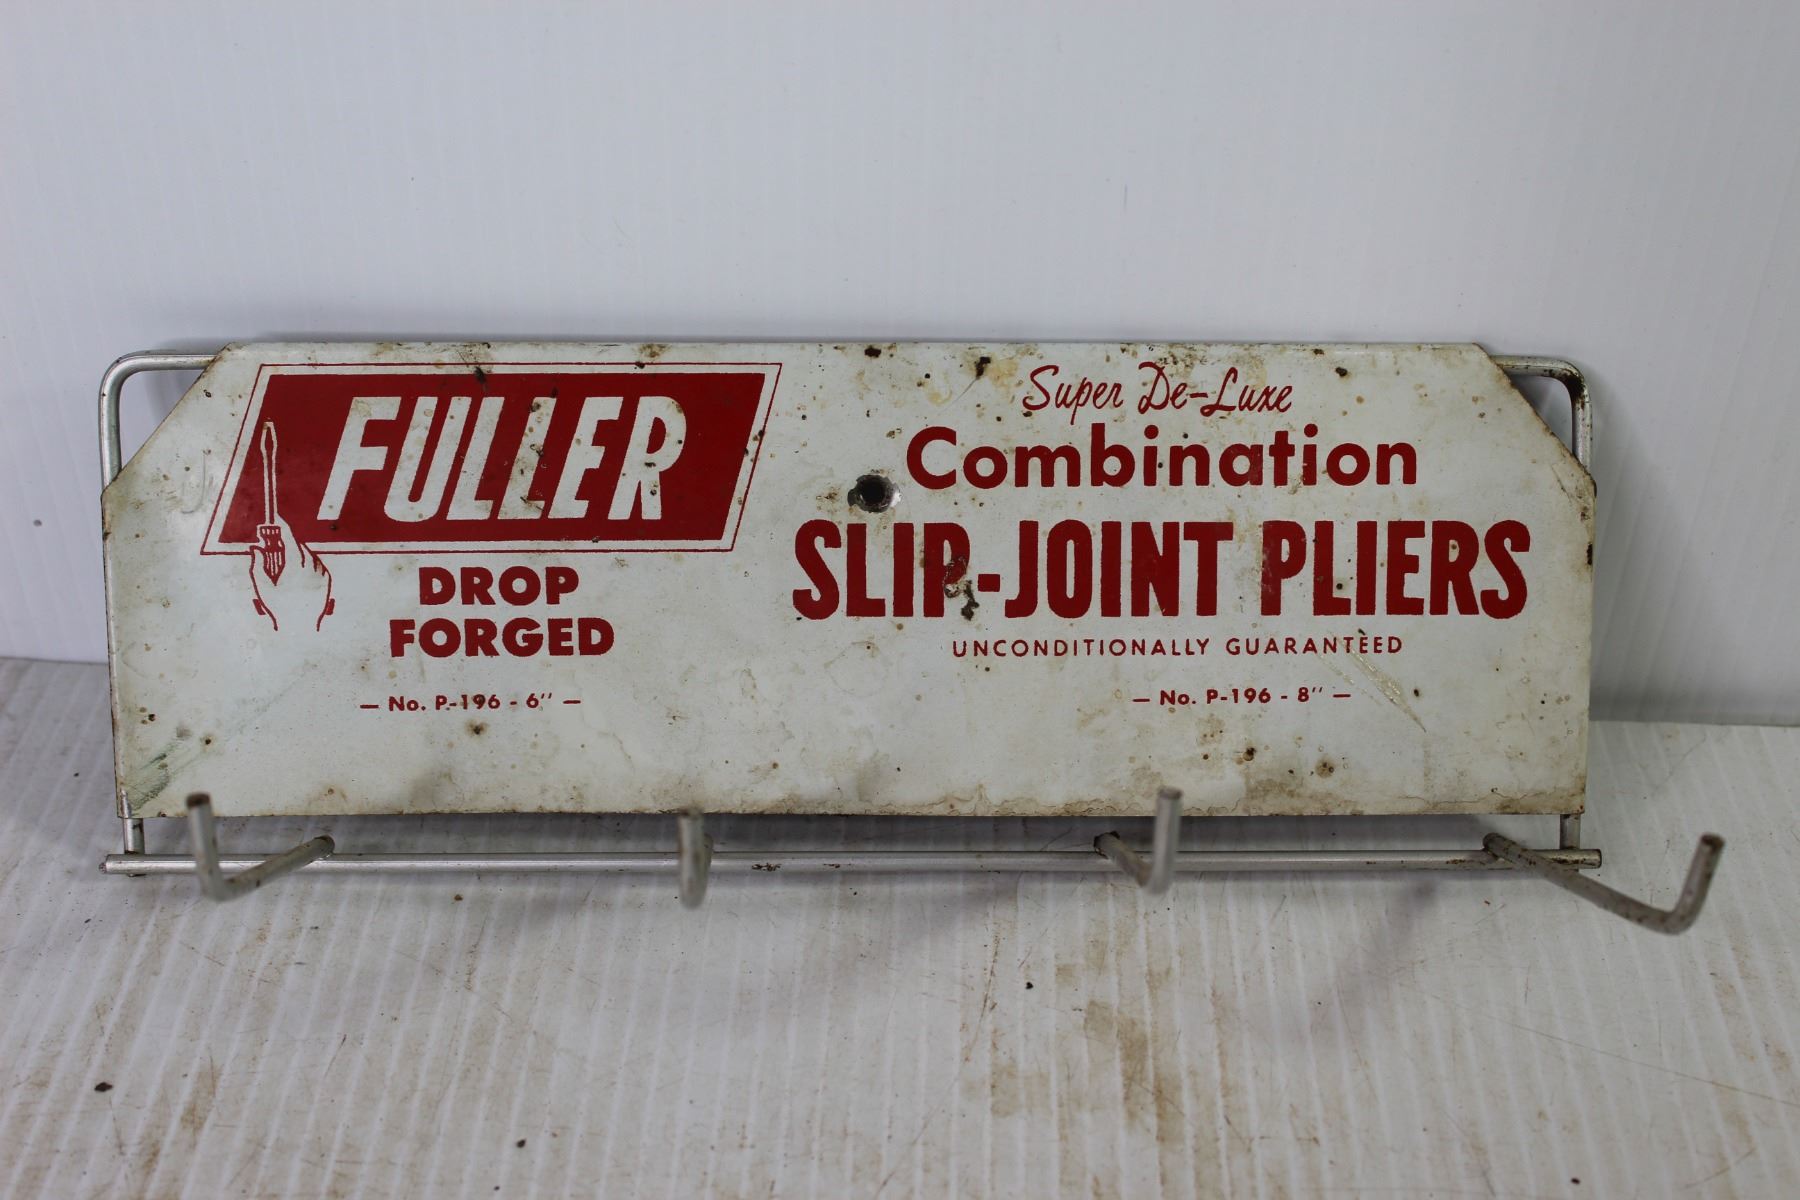 FULLER
DROP
FORGED
— No. P-196 - 6" —
Super De-Luxe
Combination
SLIP-JOINT PLIERS
UNCONDITIONALLY GUARANTEED
— No. P-196 - 8" —